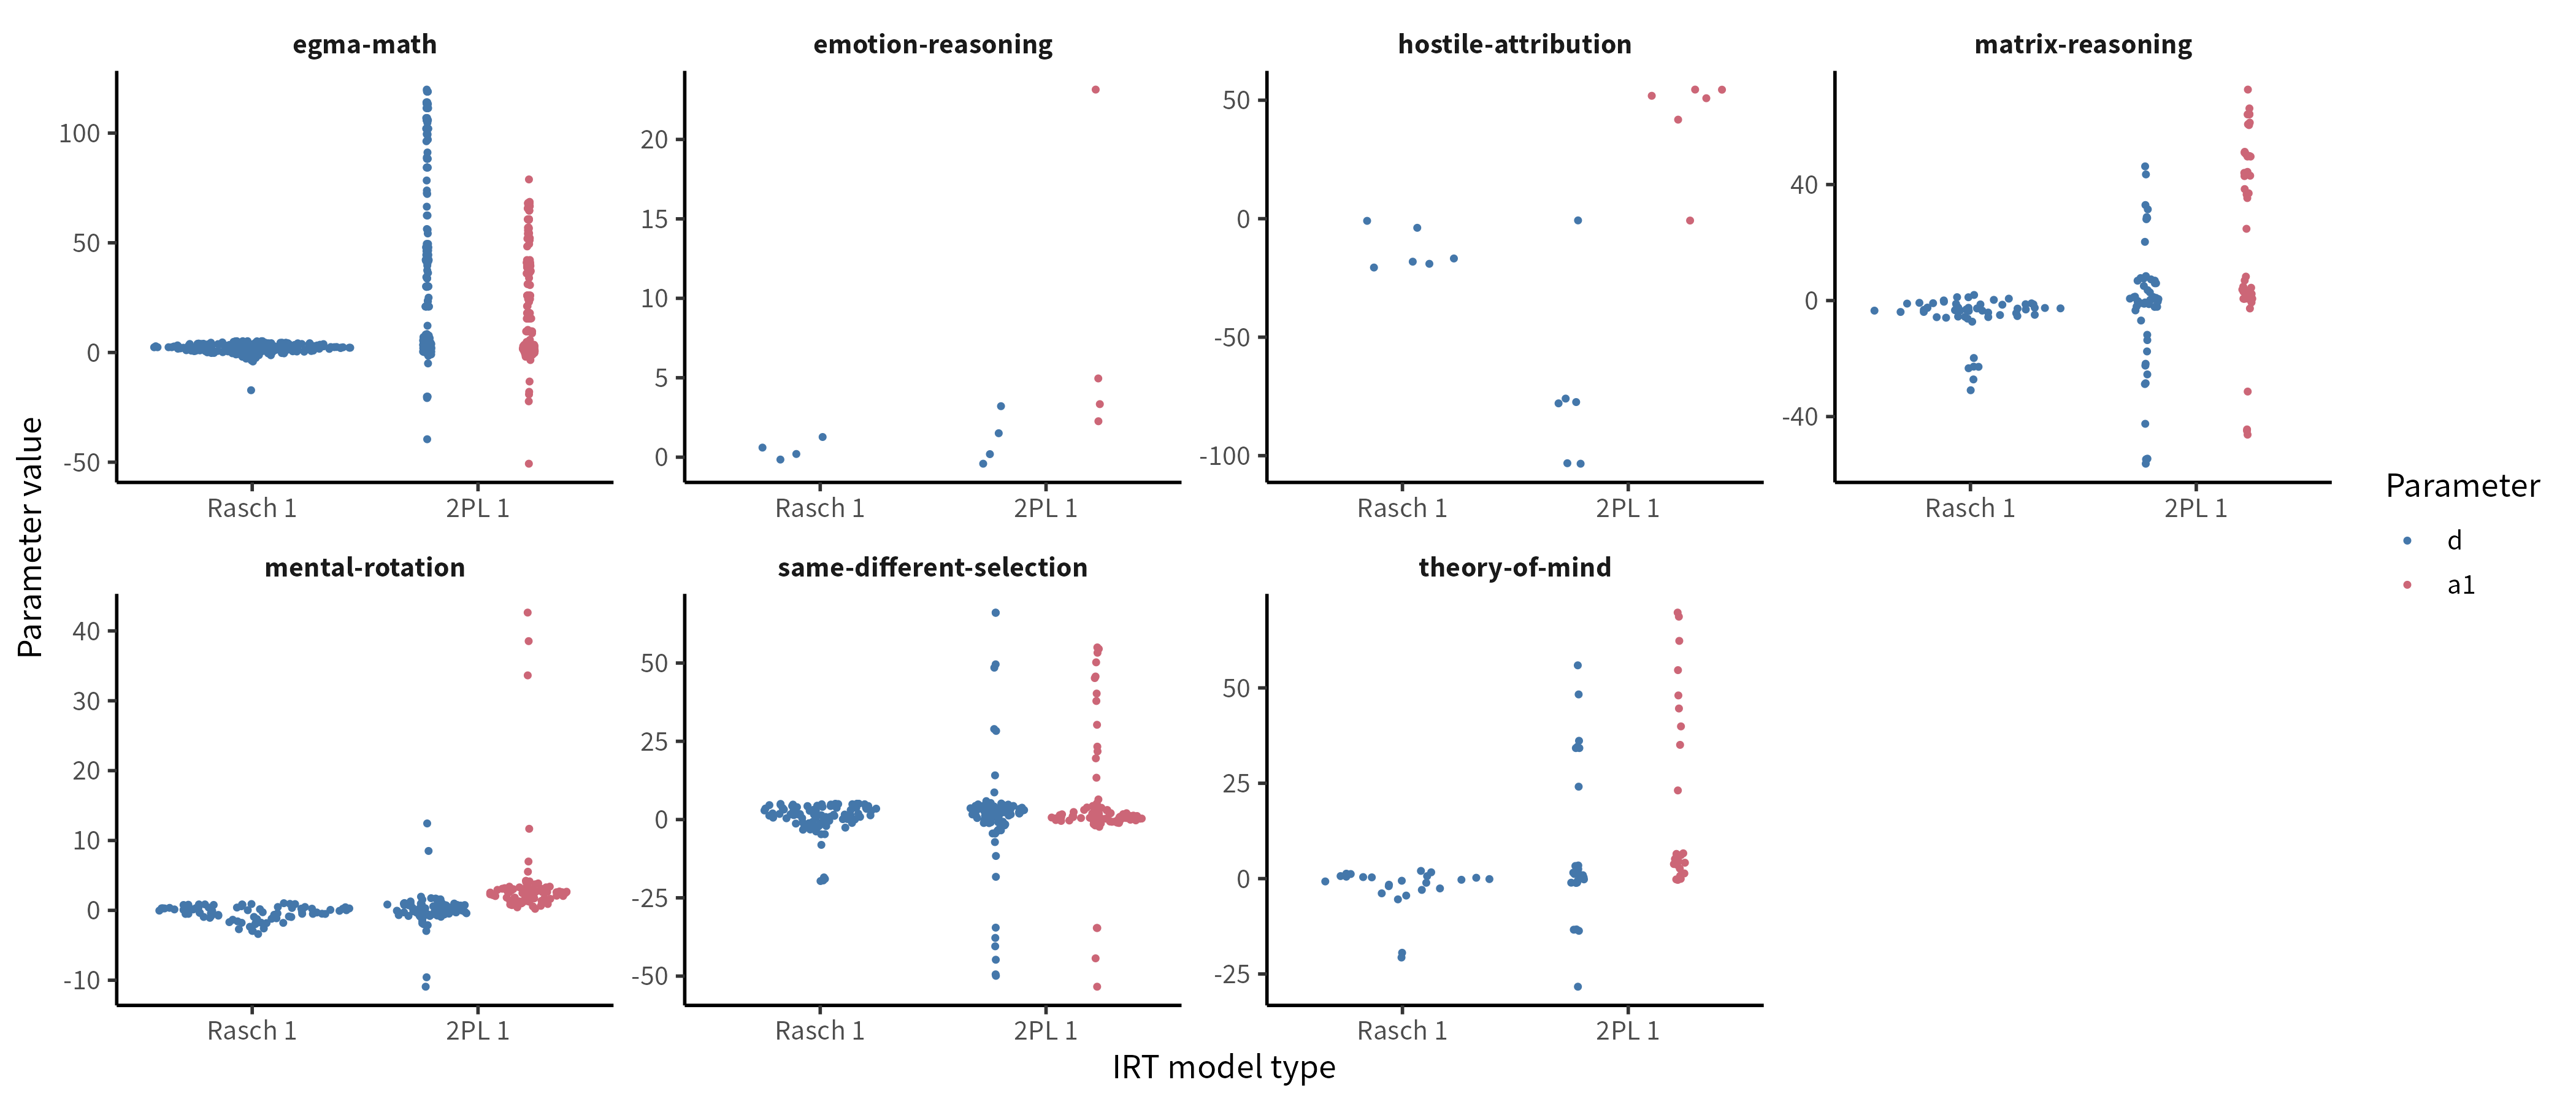 egma-math
emotion-reasoning
hostile-attribution
matrix-reasoning
100
50
0
-50
20
15
10
5
0
50
0
-50
-100
40
0
-40
Rasch 1
2PL 1
Rasch 1
2PL 1
Rasch 1
2PL 1
Rasch 1
2PL 1
Parameter value
Parameter
d
a1
mental-rotation
same-different-selection
theory-of-mind
40
30
20
10
0
-10
50
25
0
-25
-50
50
25
0
-25
Rasch 1
2PL 1
Rasch 1
2PL 1
Rasch 1
2PL 1
IRT model type